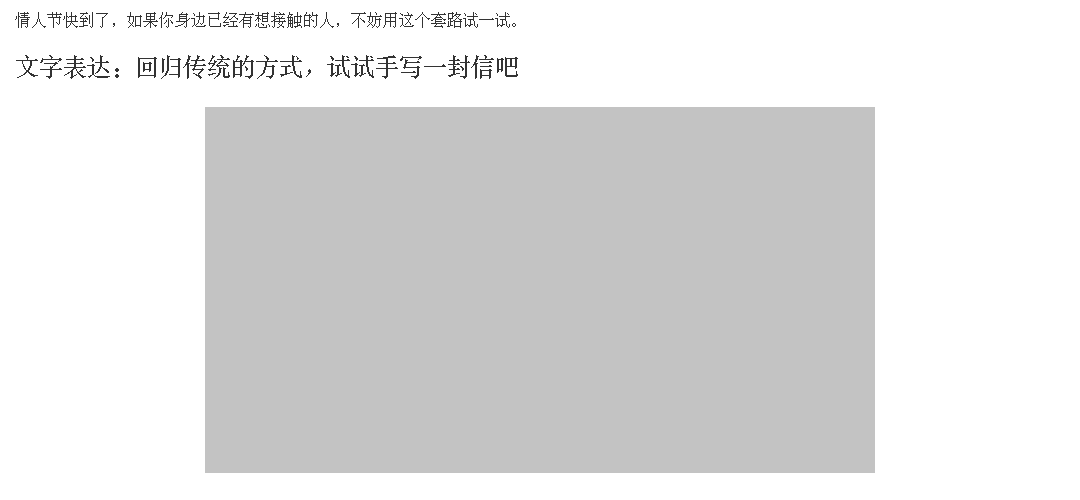 情人节快到了，如果你身边已经有想接触的人，不妨用这个套路试一试。
文字表达：回归传统的方式，试试手写一封信吧